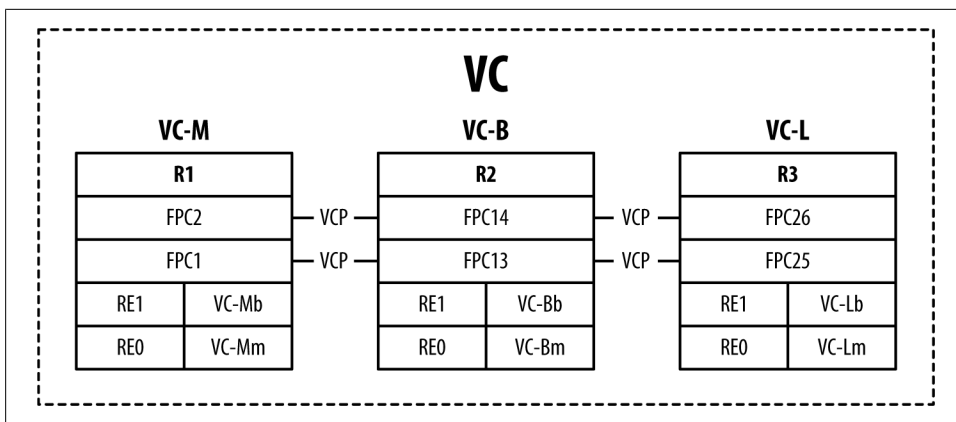 VC
VC-M VC-B VC-L
R1 R2 R3
FPC2 VCP FPC14 VCP FPC26
FPC1 VCP FPC13 VCP FPC25
RE1 VC-Mb RE1 VC-Bb RE1 VC-Lb
RE0 VC-Mm RE0 VC-Bm RE0 VC-Lm